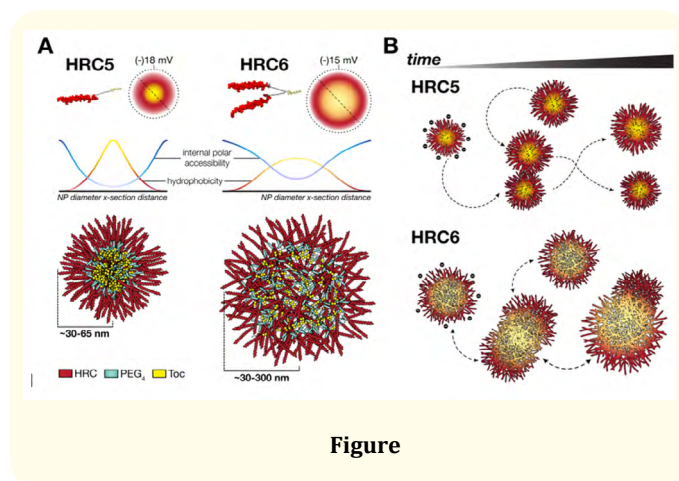 A
HRC5
(-)18 mV
HRC6
(-)15 mV
internal polar
accessibility
hydrophobicity
NP diameter x-section distance
NP diameter x-section distance
~30-65 nm
~30-300 nm
HRC PEG4 Toc
B
time
HRC5
HRC6
Figure